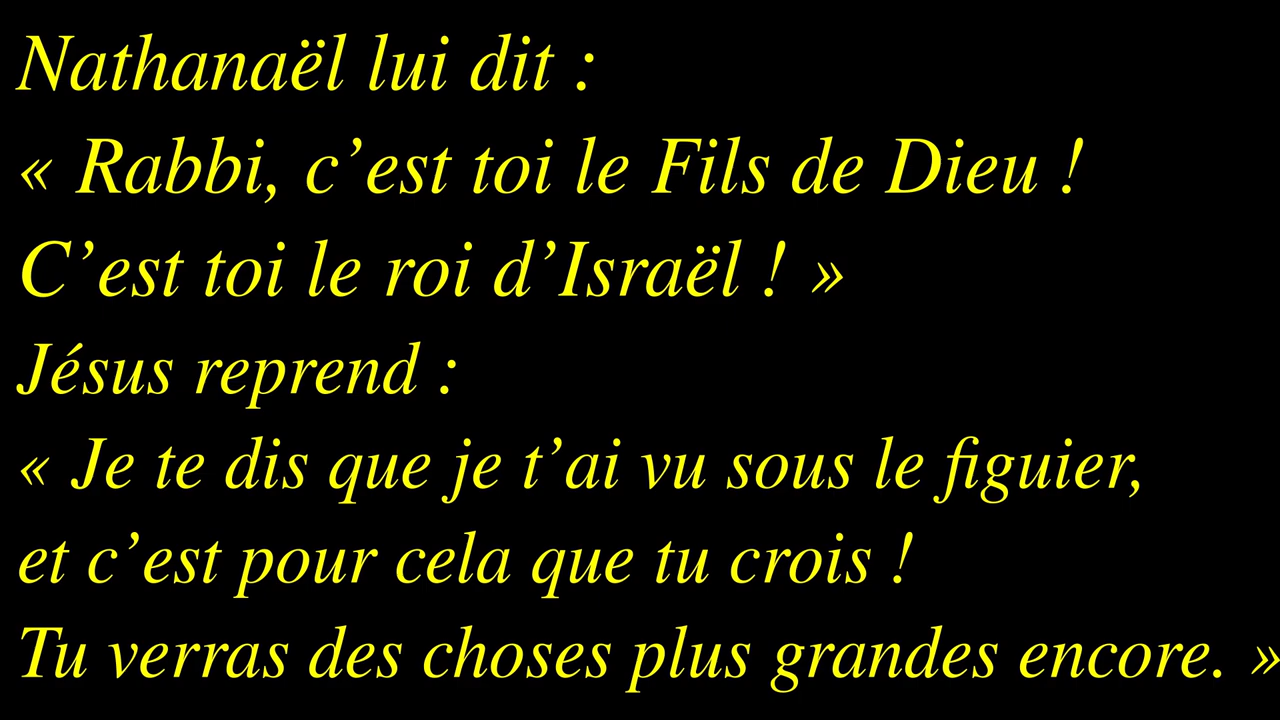 Nathanaël lui dit :
« Rabbi, c’est toi le Fils de Dieu !
C’est toi le roi d’Israël ! »
Jésus reprend :
« Je te dis que je t’ai vu sous le figuier,
et c’est pour cela que tu crois !
Tu verras des choses plus grandes encore. »